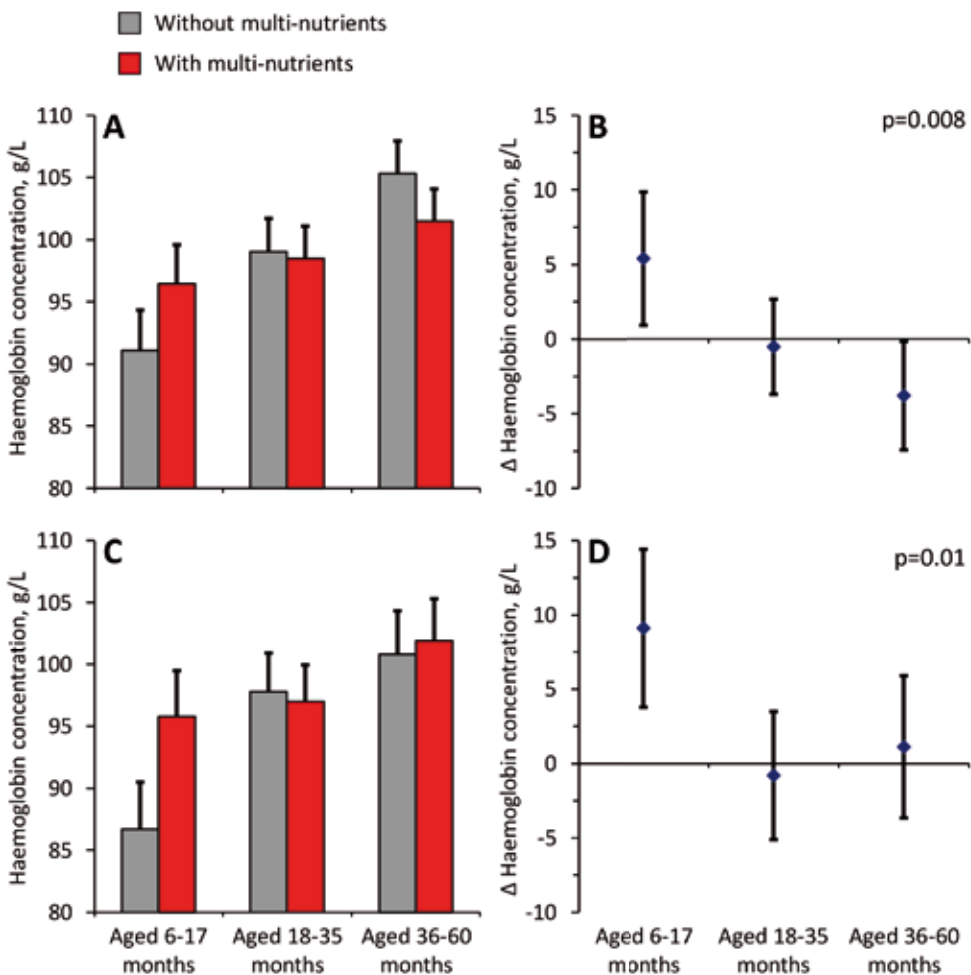 Without multi-nutrients
With multi-nutrients
A
Haemoglobin concentration, g/L
110
105
100
95
90
85
80
B
p=0.008
Δ Haemoglobin concentration, g/L
15
10
5
0
-5
-10
C
Haemoglobin concentration, g/L
110
105
100
95
90
85
80
Aged 6-17
months
Aged 18-35
months
Aged 36-60
months
D
p=0.01
Δ Haemoglobin concentration, g/L
15
10
5
0
-5
-10
Aged 6-17
months
Aged 18-35
months
Aged 36-60
months